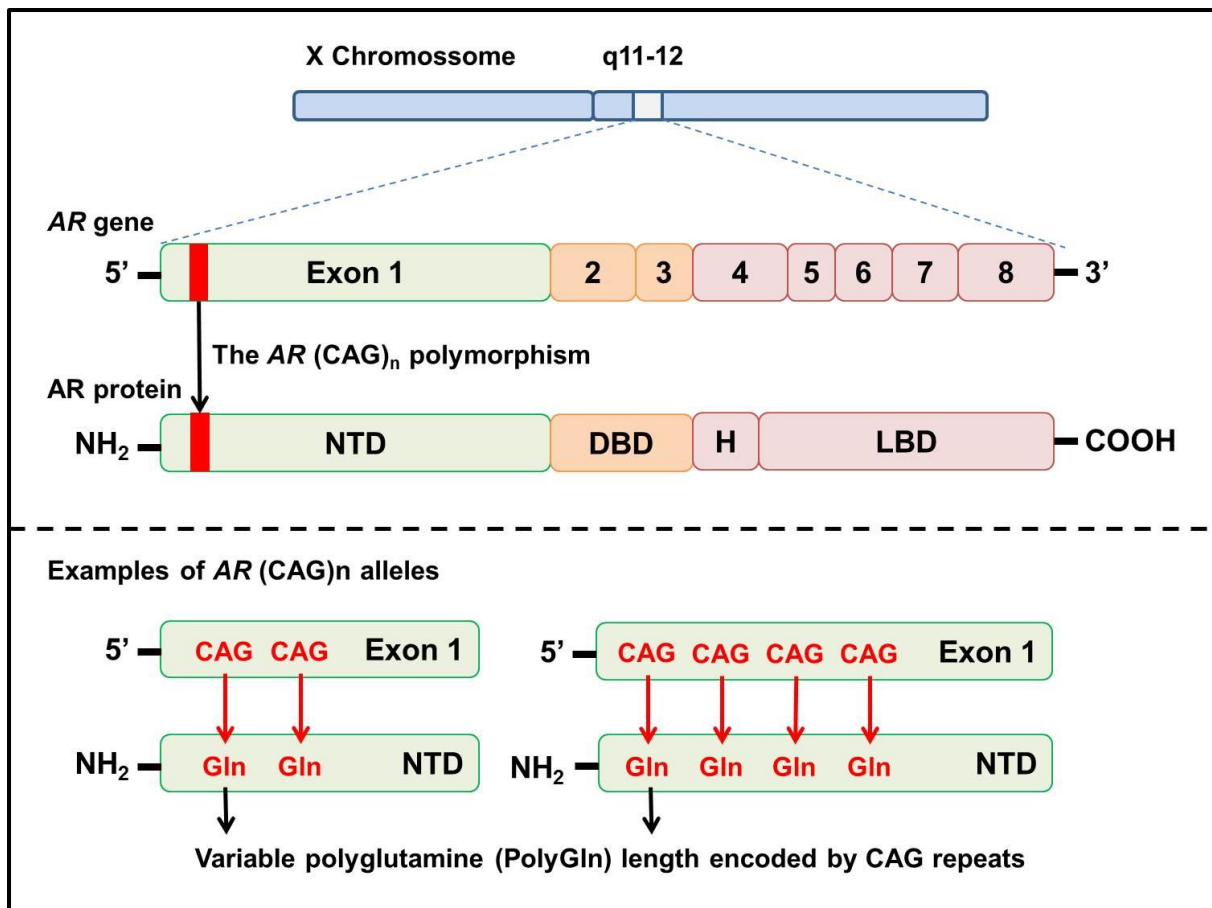 X Chromossome q11-12
AR gene
5’ Exon 1 2 3 4 5 6 7 8 3’
The AR (CAG)n polymorphism
AR protein
NH2 NTD DBD H LBD COOH
Examples of AR (CAG)n alleles
5’ CAG CAG Exon 1
NH2 Gln Gln NTD
5’ CAG CAG CAG CAG Exon 1
NH2 Gln Gln Gln Gln NTD
Variable polyglutamine (PolyGln) length encoded by CAG repeats